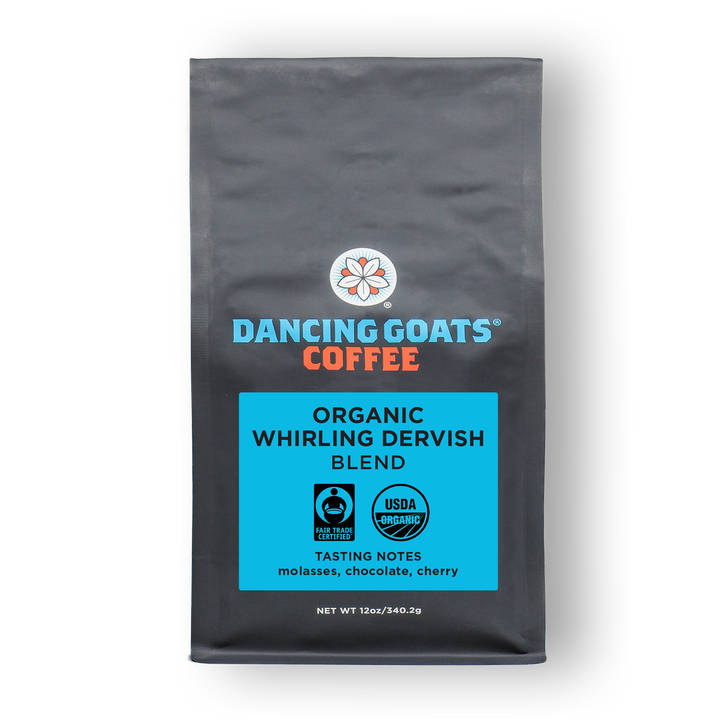 ®
DANCING GOATS®
COFFEE
ORGANIC
WHIRLING DERVISH
BLEND
FAIR TRADE
CERTIFIED
USDA
ORGANIC
TASTING NOTES
molasses, chocolate, cherry
NET WT 12oz/340.2g